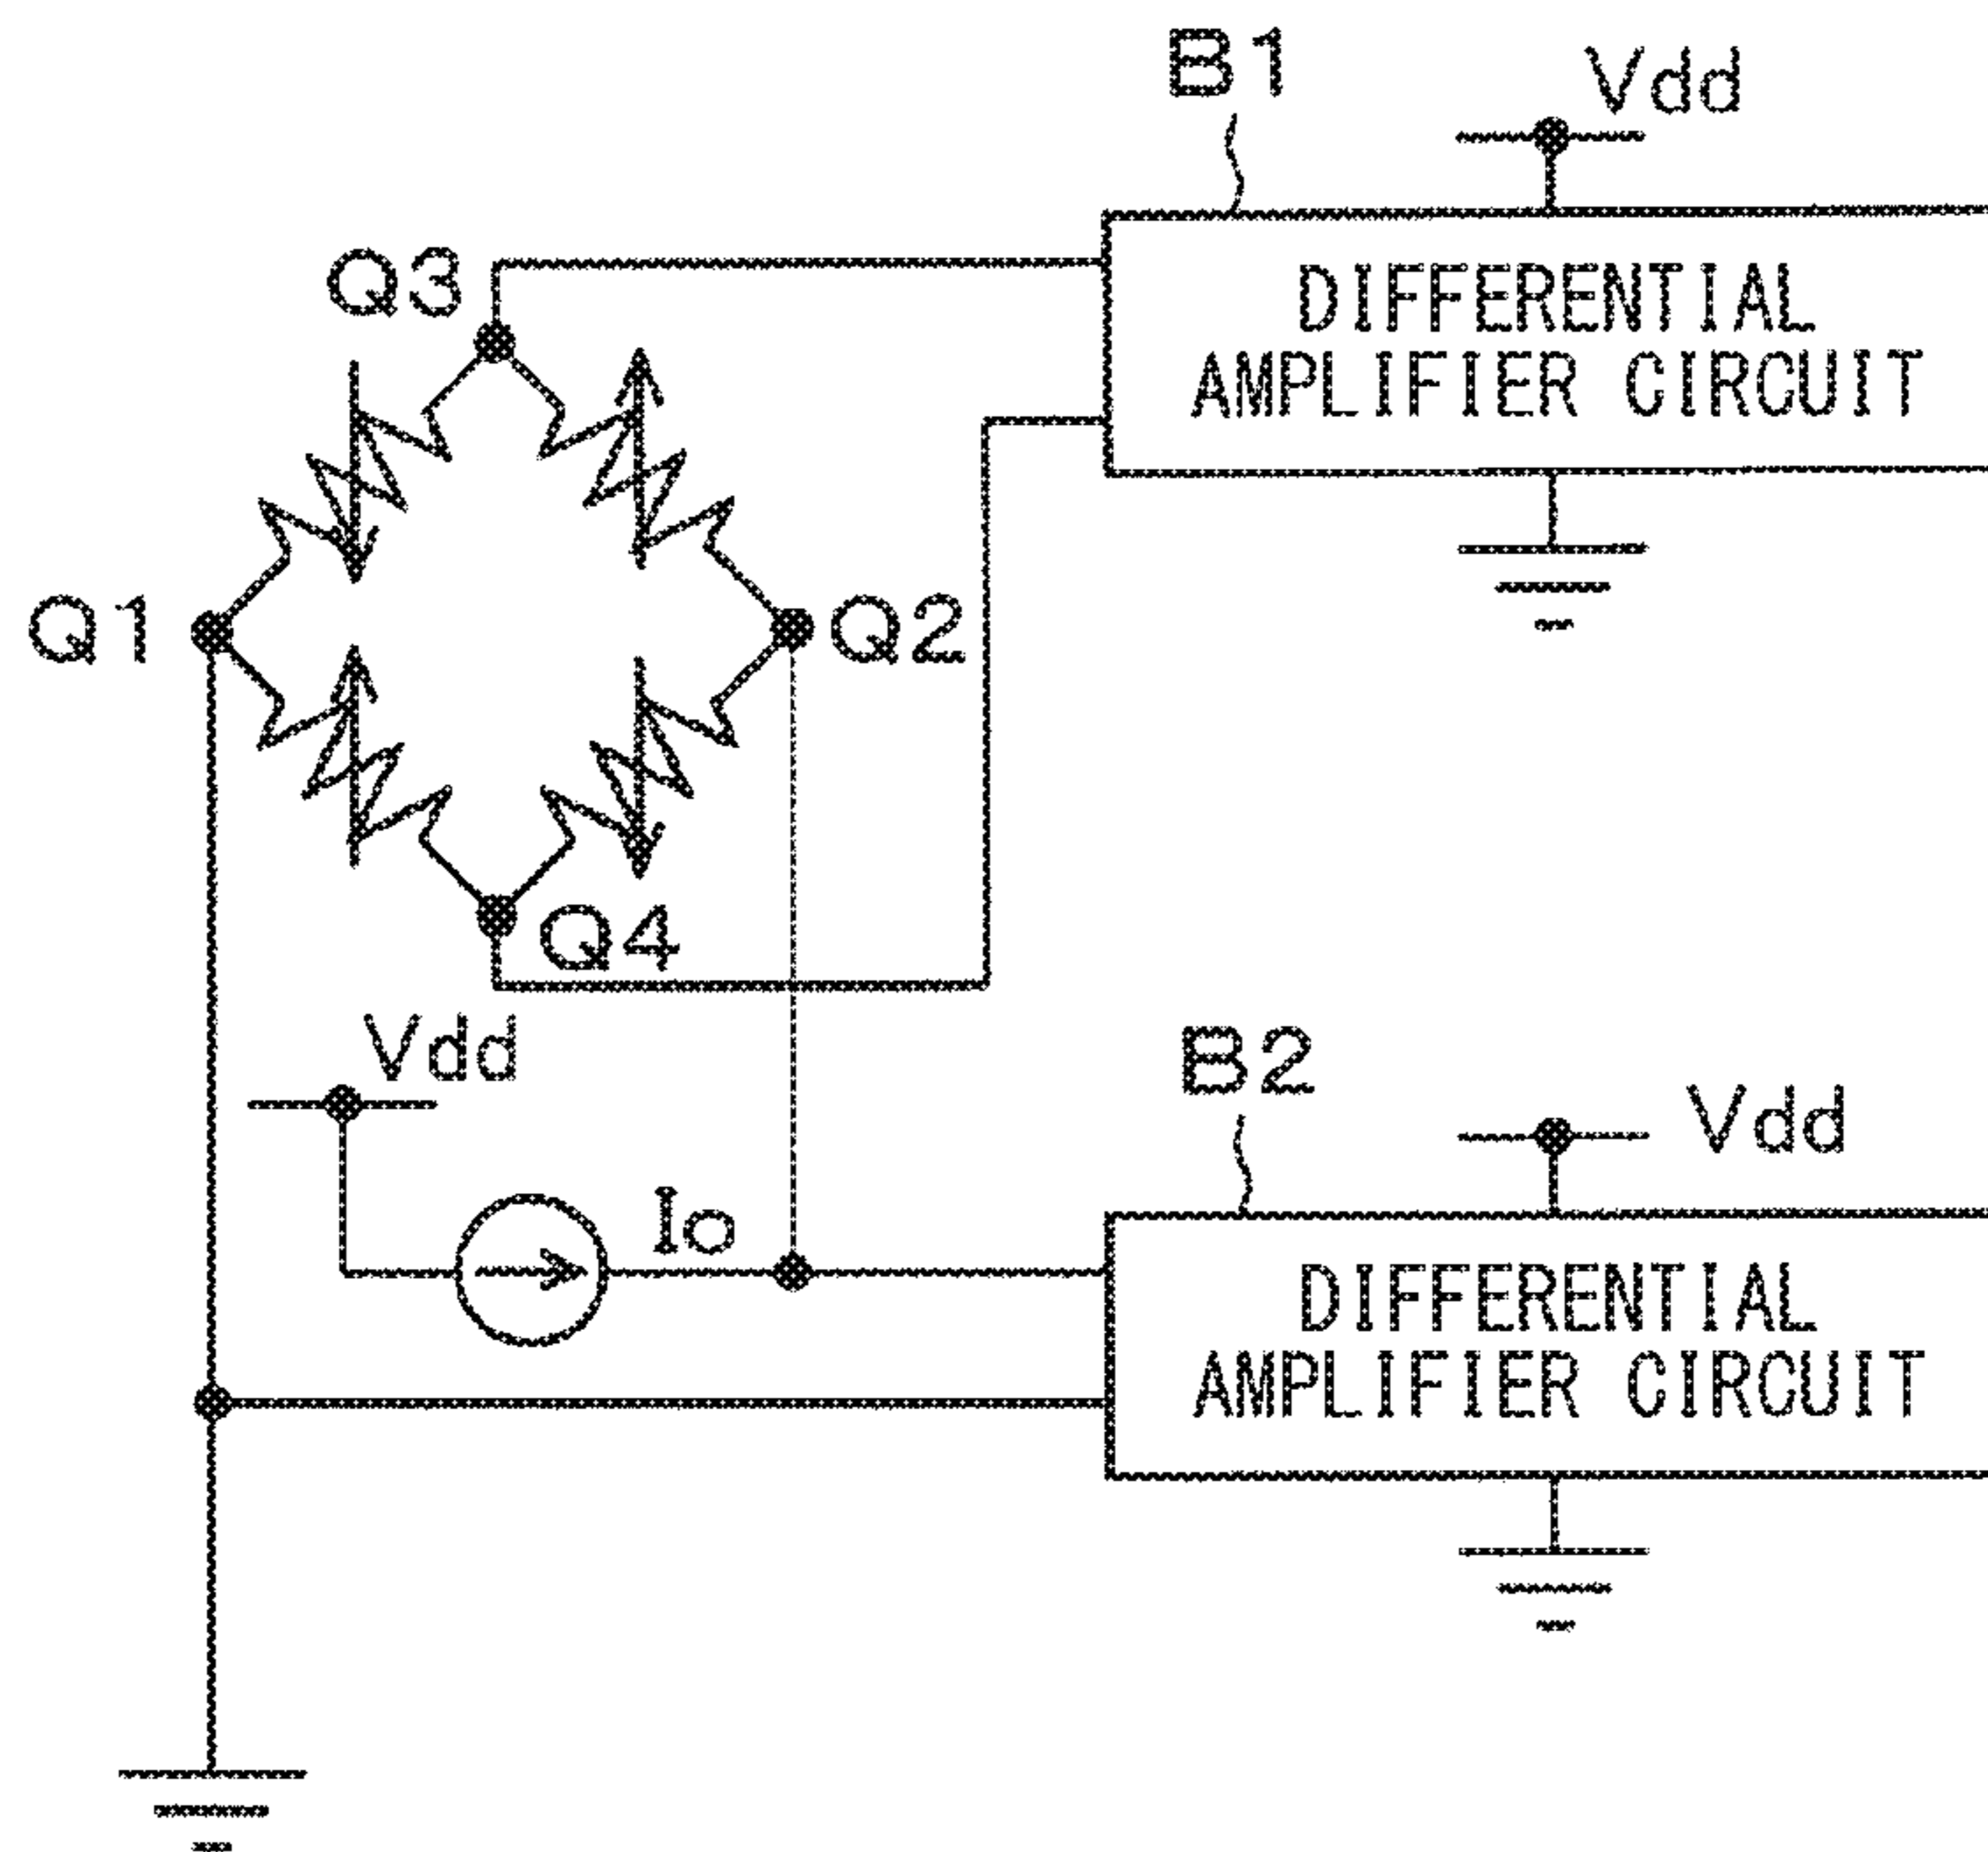 B1
Vdd
DIFFERENTIAL
AMPLIFIER CIRCUIT
Q3
Q1
Q2
Q4
Vdd
Io
B2
Vdd
DIFFERENTIAL
AMPLIFIER CIRCUIT